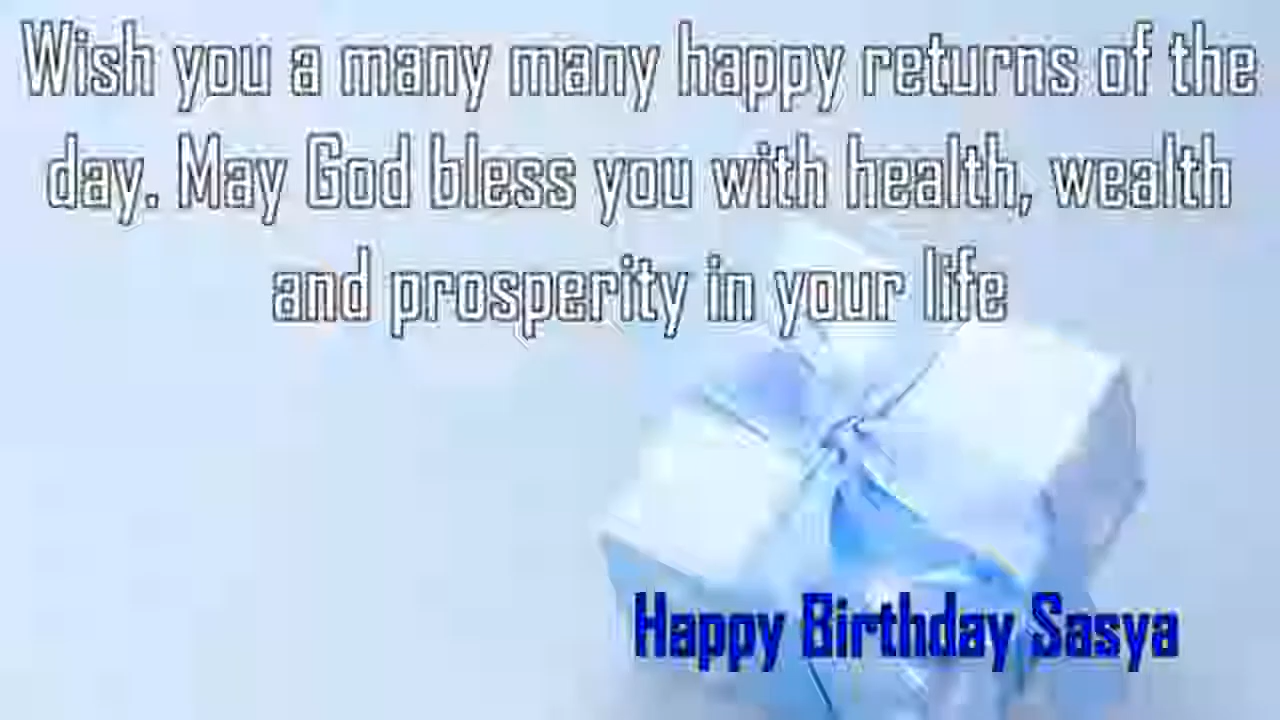 Wish you a many many happy returns of the
day. May God bless you with health, wealth
and prosperity in your life
Happy Birthday Sasya